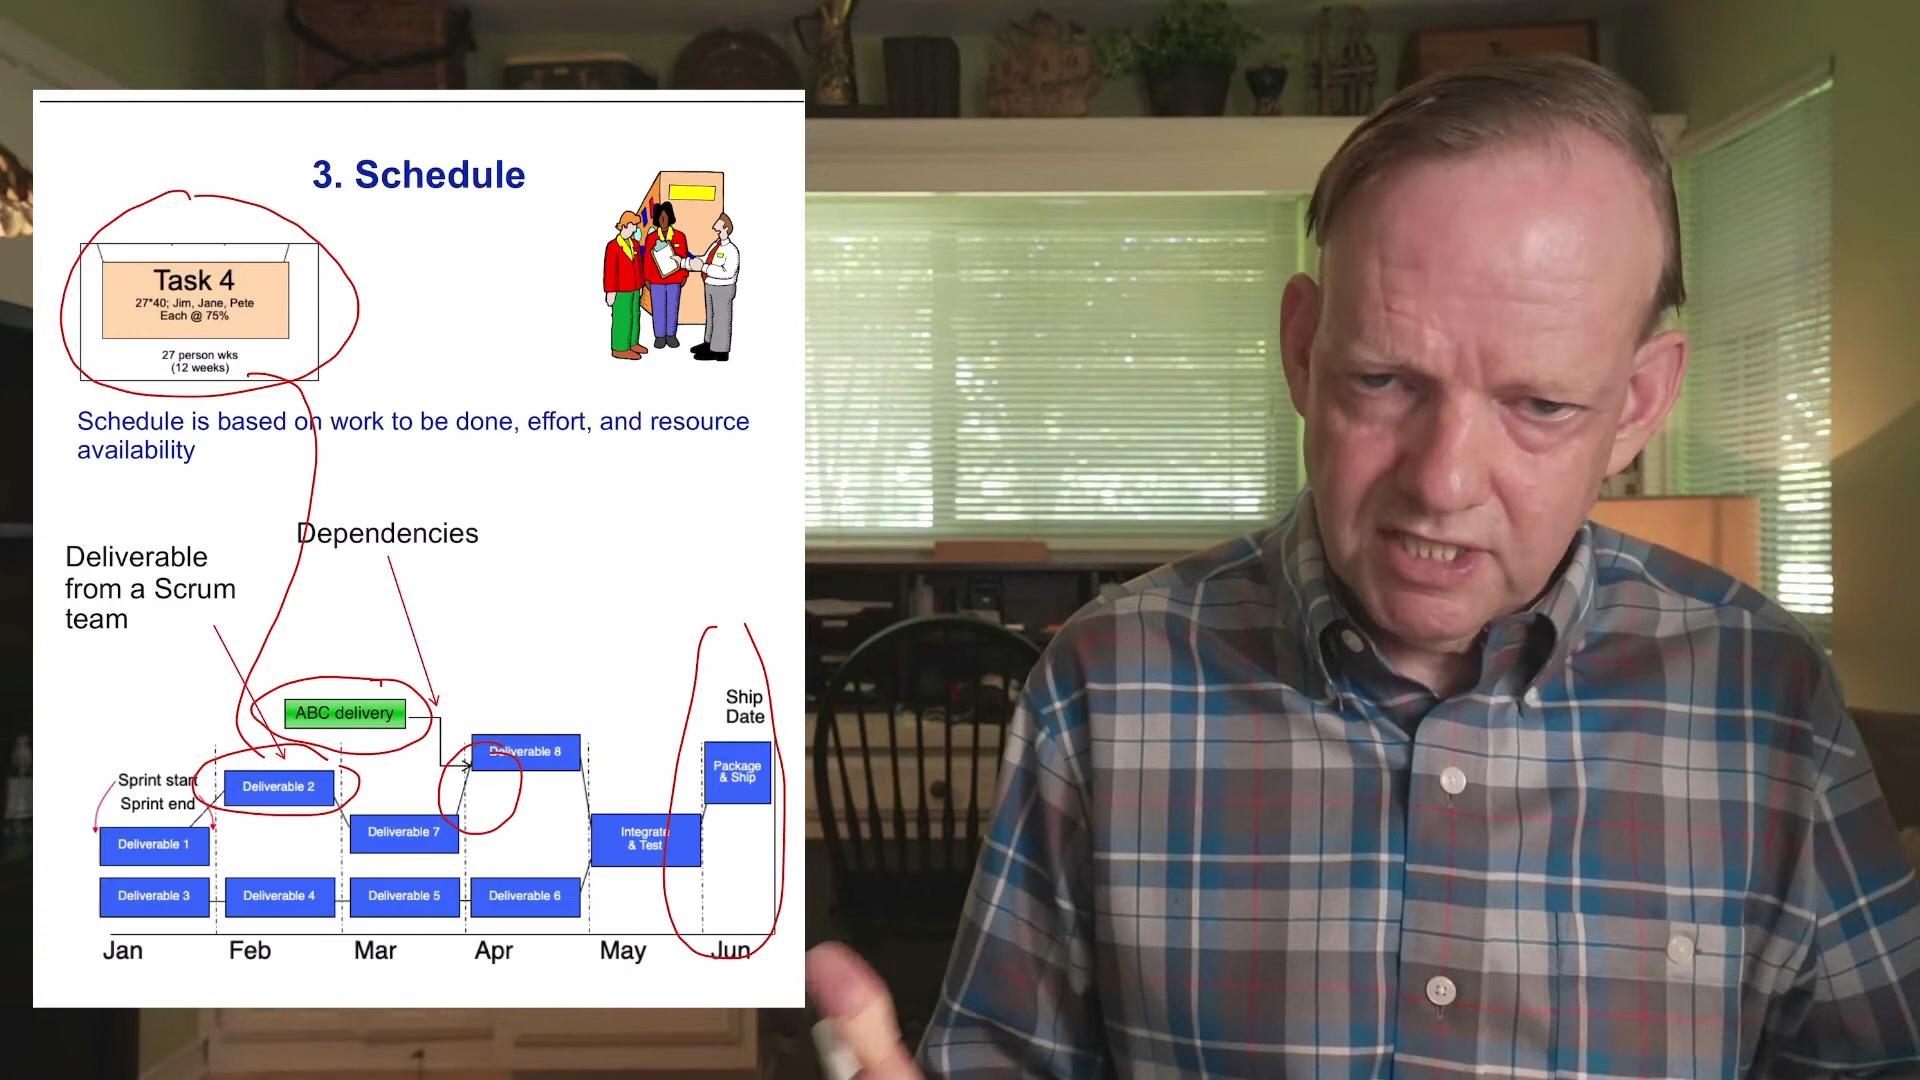 3. Schedule
Task 4
27*40; Jim, Jane, Pete
Each @ 75%
27 person wks
(12 weeks)
Schedule is based on work to be done, effort, and resource
availability
Dependencies
Deliverable
from a Scrum
team
Ship
Date
ABC delivery
Deliverable 8
Package
& Ship
Sprint start
Sprint end
Deliverable 2
Deliverable 7
Integrate
& Test
Deliverable 1
Deliverable 3
Deliverable 4
Deliverable 5
Deliverable 6
Jan
Feb
Mar
Apr
May
Jun